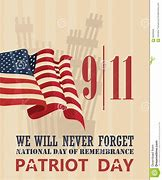 9 11
WE WILL NEVER FORGET
NATIONAL DAY OF REMEMBRANCE
PATRIOT DAY